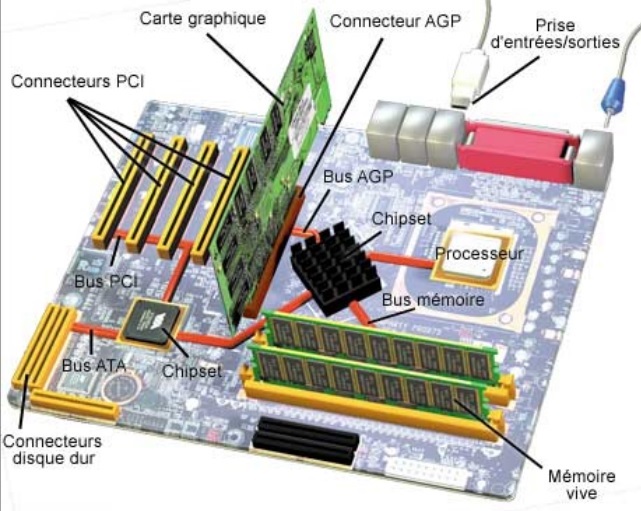 Carte graphique
Connecteur AGP
Prise
d'entrées/sorties
Connecteurs PCI
Bus AGP
Chipset
Processeur
Bus PCI
Bus mémoire
Bus ATA
Chipset
Connecteurs
disque dur
Mémoire
vive